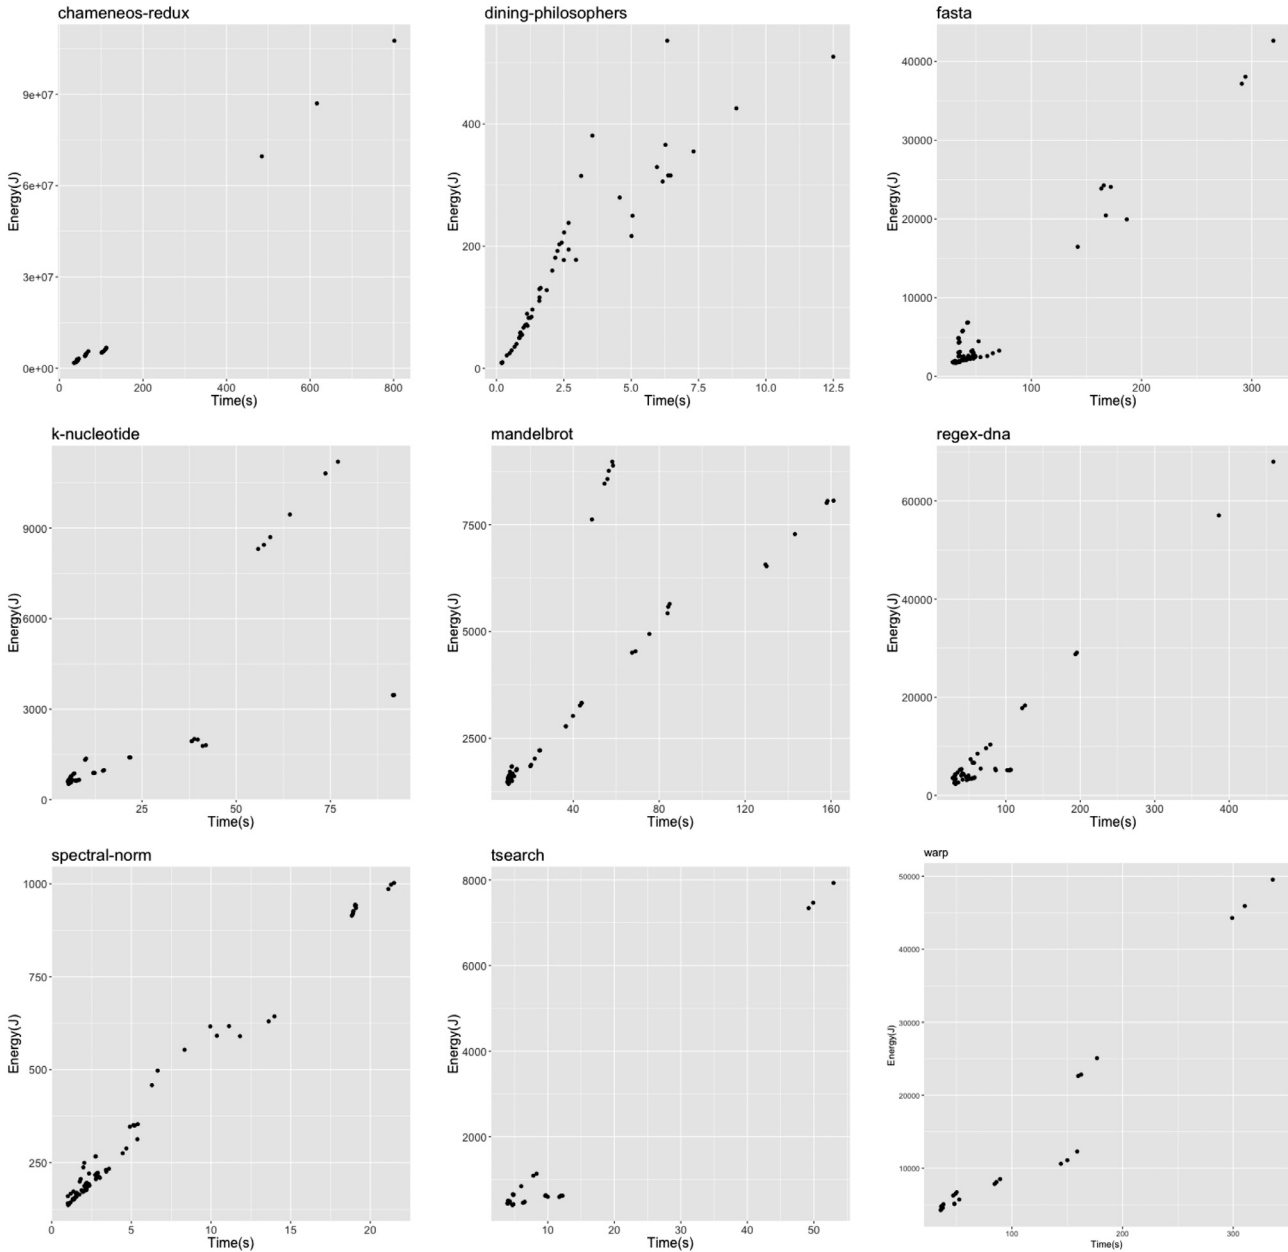 chameneos-redux
Energy(J)
9e+07
6e+07
3e+07
0e+00
0 200 400 600 800
Time(s)
dining-philosophers
Energy(J)
400
200
0
0.0 2.5 5.0 7.5 10.0 12.5
Time(s)
fasta
Energy(J)
40000
30000
20000
10000
0
100 200 300
Time(s)
k-nucleotide
Energy(J)
9000
6000
3000
0
25 50 75
Time(s)
mandelbrot
Energy(J)
7500
5000
2500
40 80 120 160
Time(s)
regex-dna
Energy(J)
60000
40000
20000
0
100 200 300 400
Time(s)
spectral-norm
Energy(J)
1000
750
500
250
0 5 10 15 20
Time(s)
tsearch
Energy(J)
8000
6000
4000
2000
10 20 30 40 50
Time(s)
warp
Energy(J)
50000
40000
30000
20000
10000
100 200 300
Time(s)